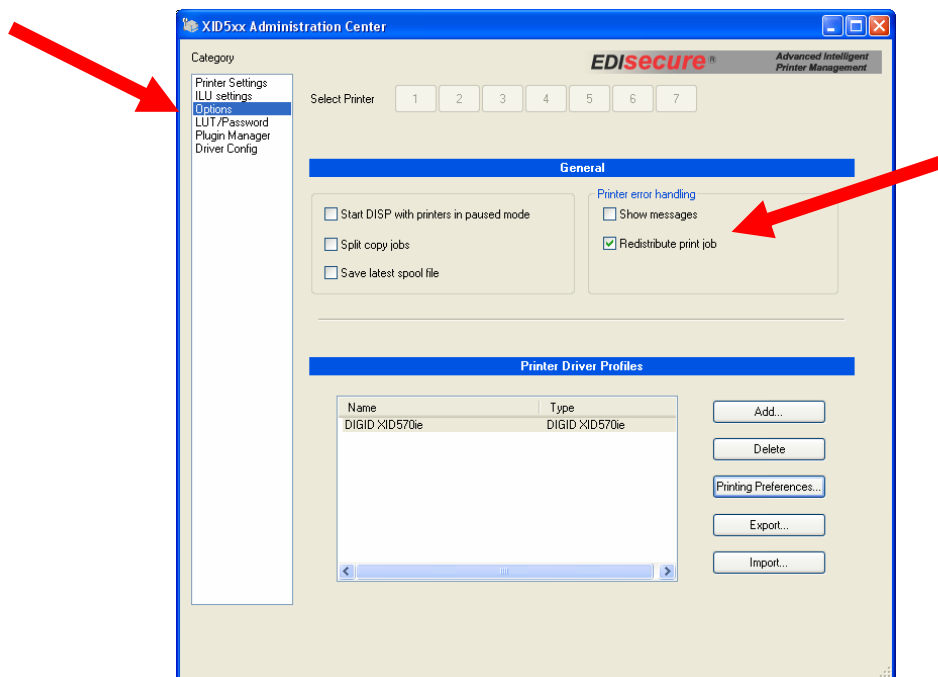 XID5xx Administration Center
Category
EDIsecure ®
Advanced Intelligent
Printer Management
Printer Settings
ILU settings
Options
LUT/Password
Plugin Manager
Driver Config
Select Printer 1 2 3 4 5 6 7
General
Start DISP with printers in paused mode
Split copy jobs
Save latest spool file
Printer error handling
Show messages
Redistribute print job
Printer Driver Profiles
Name Type
DIGID XID570ie DIGID XID570ie
Add...
Delete
Printing Preferences...
Export...
Import...